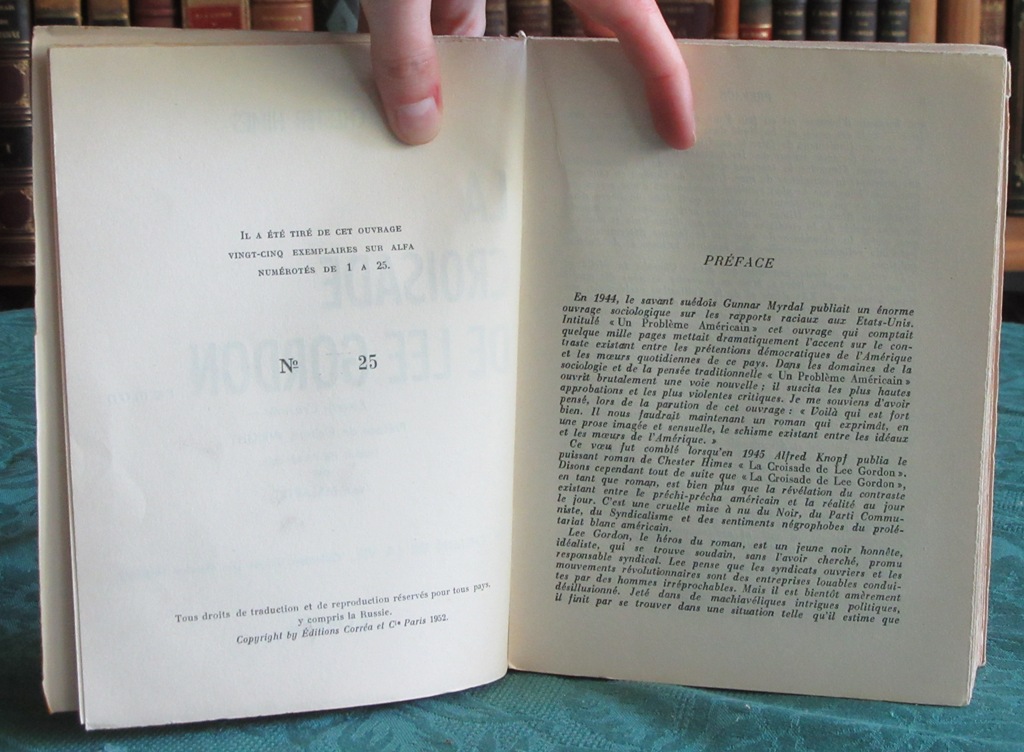 IL A ÉTÉ TIRÉ DE CET OUVRAGE
VINGT-CINQ EXEMPLAIRES SUR ALFA
NUMÉROTÉS DE 1 A 25.
Nº 25
Tous droits de traduction et de reproduction réservés pour tous pays,
y compris la Russie.
Copyright by Éditions Corrêa et Cie Paris 1952.
PRÉFACE
En 1944, le savant suédois Gunnar Myrdal publiait un énorme
ouvrage sociologique sur les rapports raciaux aux Etats-Unis.
Intitulé « Un Problème Américain » cet ouvrage qui comptait
quelque mille pages mettait dramatiquement l'accent sur le con-
traste existant entre les prétentions démocratiques de l'Amérique
et les mœurs quotidiennes de ce pays. Dans les domaines de la
sociologie et de la pensée traditionnelle « Un Problème Américain »
ouvrit brutalement une voie nouvelle ; il suscita les plus hautes
approbations et les plus violentes critiques. Je me souviens d'avoir
pensé, lors de la parution de cet ouvrage : « Voilà qui est fort
bien. Il nous faudrait maintenant un roman qui exprimât, en
une prose imagée et sensuelle, le schisme existant entre les idéaux
et les mœurs de l'Amérique. »
Ce vœu fut comblé lorsqu'en 1945 Alfred Knopf publia le
puissant roman de Chester Himes « La Croisade de Lee Gordon ».
Disons cependant tout de suite que « La Croisade de Lee Gordon »,
en tant que roman, est bien plus que la révélation du contraste
existant entre le prêchi-prêcha américain et la réalité au jour
le jour. C'est une cruelle mise à nu du Noir, du Parti Commu-
niste, du Syndicalisme et des sentiments négrophobes du prolé-
tariat blanc américain.
Lee Gordon, le héros du roman, est un jeune noir honnête,
idéaliste, qui se trouve soudain, sans l'avoir cherché, promu
responsable syndical. Lee pense que les syndicats ouvriers et les
mouvements révolutionnaires sont des entreprises louables condui-
tes par des hommes irréprochables. Mais il est bientôt amèrement
désillusionné. Jeté dans de machiavéliques intrigues politiques,
il finit par se trouver dans une situation telle qu'il estime que